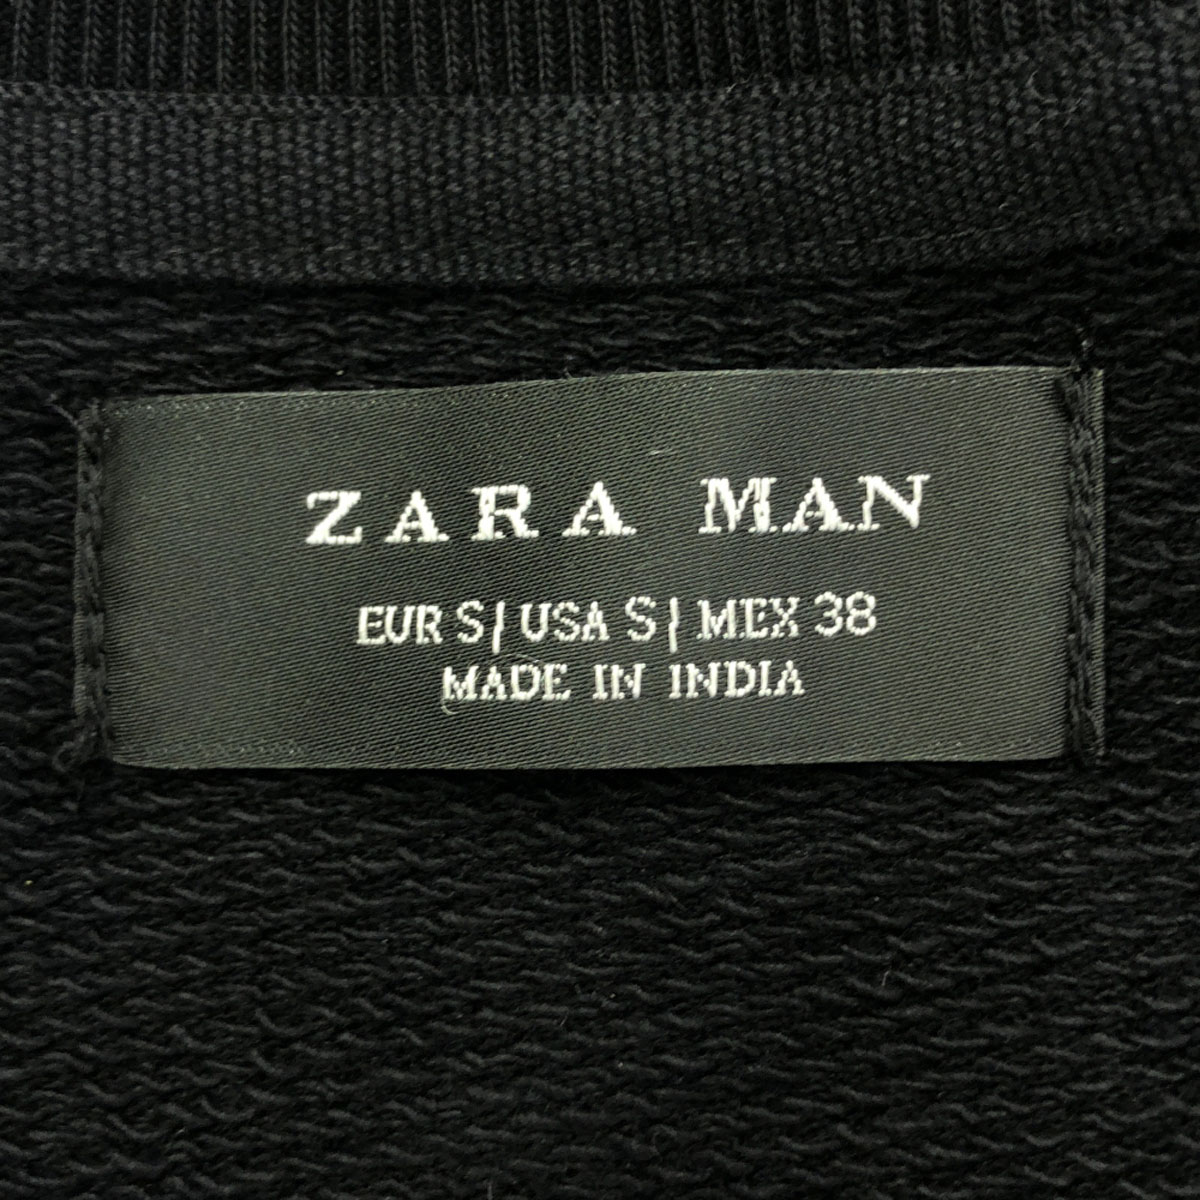 ZARA MAN
EUR S | USA S | MEX 38
MADE IN INDIA